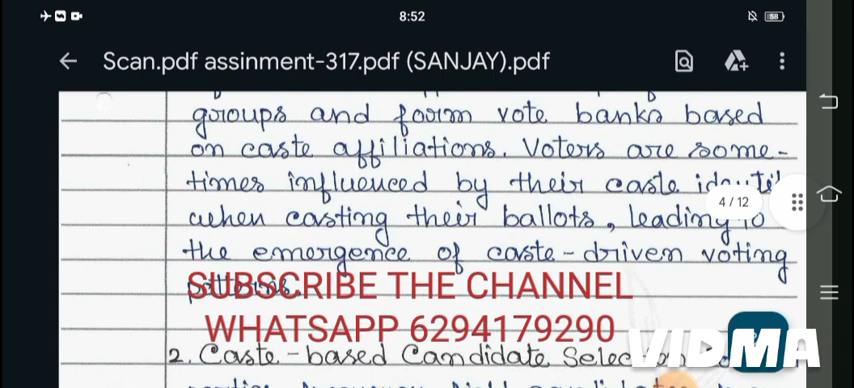 8:52
58
Scan.pdf assinment-317.pdf (SANJAY).pdf
groups and form vote banks based
on caste affiliations. Voters are some-
times influenced by their caste
4 / 12
when casting their ballots, leading to
the emergence of caste-driven voting
SUBSCRIBE THE CHANNEL
WHATSAPP 6294179290
VIDMA
2. Caste-based Candidate